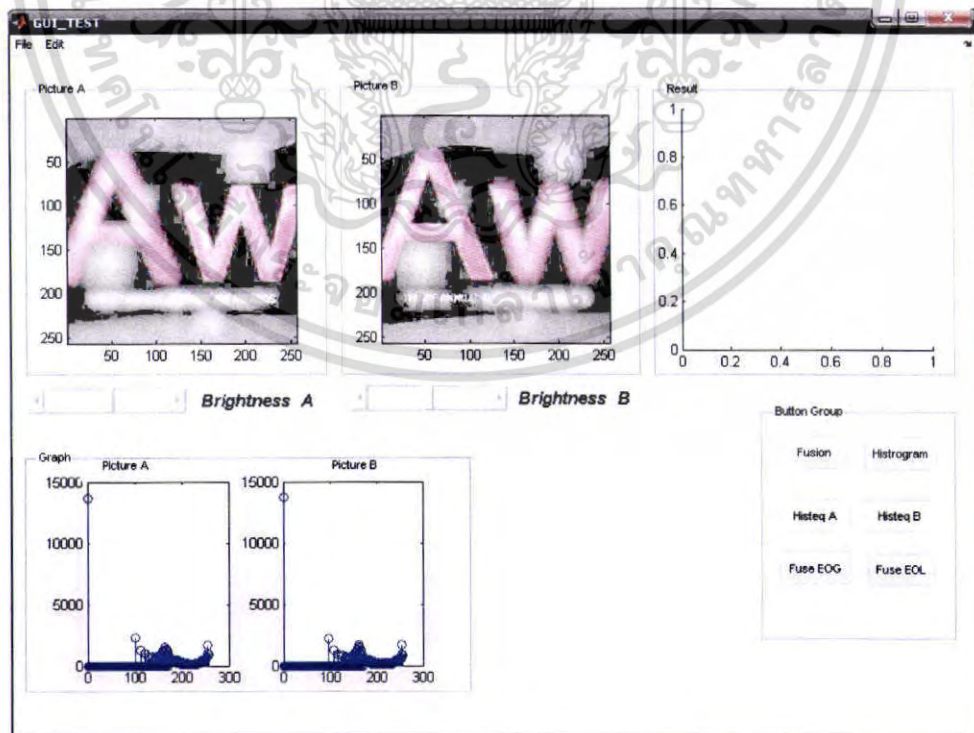 GUI_TEST
File Edit
Picture A
Picture B
Result
50
100
150
200
250
50 100 150 200 250
AW
50
100
150
200
250
50 100 150 200 250
AW
1
0.8
0.6
0.4
0.2
0
0 0.2 0.4 0.6 0.8 1
Brightness A
Brightness B
Graph
Picture A
Picture B
15000
10000
5000
0
0 100 200 300
15000
10000
5000
0
0 100 200 300
Button Group
Fusion Histrogram
Histeq A Histeq B
Fuse EOG Fuse EOL